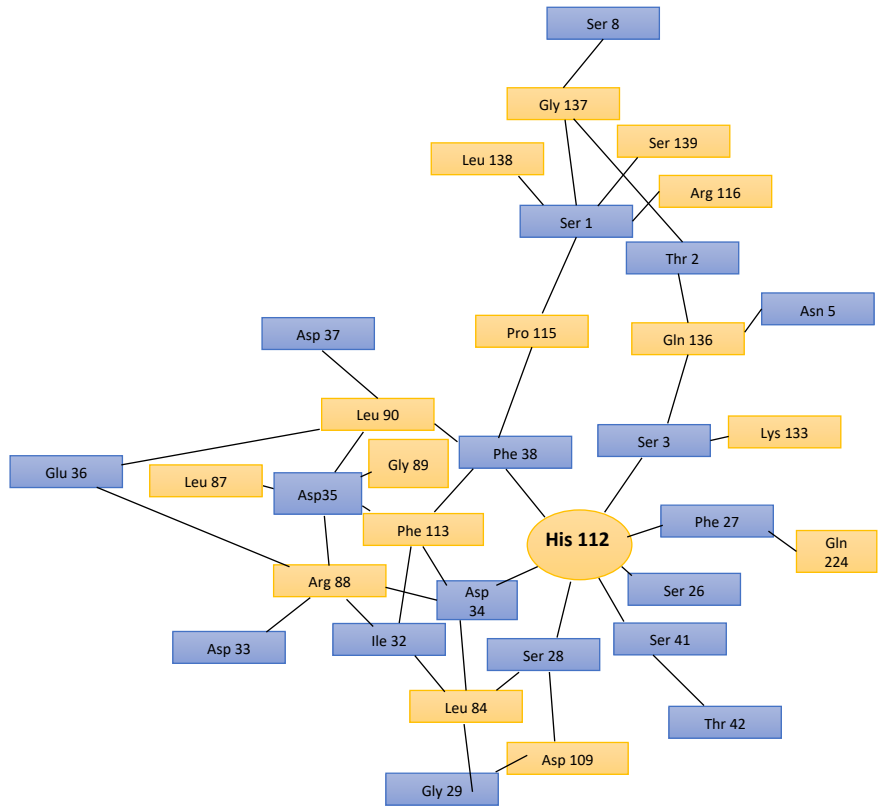 Ser 8
Gly 137
Ser 139
Leu 138
Arg 116
Ser 1
Thr 2
Asn 5
Pro 115
Gln 136
Asp 37
Leu 90
Lys 133
Ser 3
Phe 38
Gly 89
Glu 36
Leu 87
Asp35
Phe 27
Phe 113
His 112
Gln
224
Arg 88
Ser 26
Asp
34
Ile 32
Ser 41
Asp 33
Ser 28
Leu 84
Thr 42
Asp 109
Gly 29